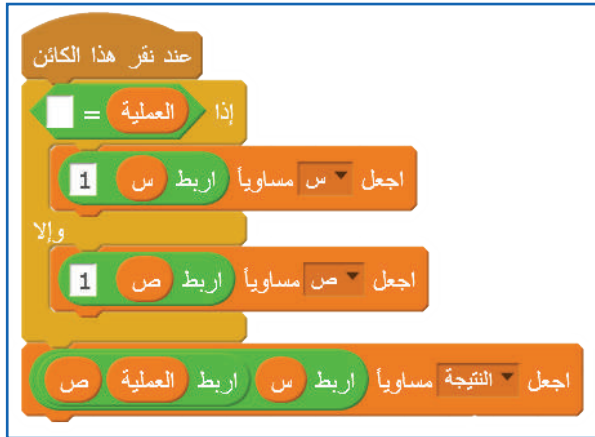 عند نقر هذا الكائن
إذا العملية =
اجعل س مساوياً اربط س 1
وإلا
اجعل ص مساوياً اربط ص 1
اجعل النتيجة مساوياً اربط س اربط العملية ص